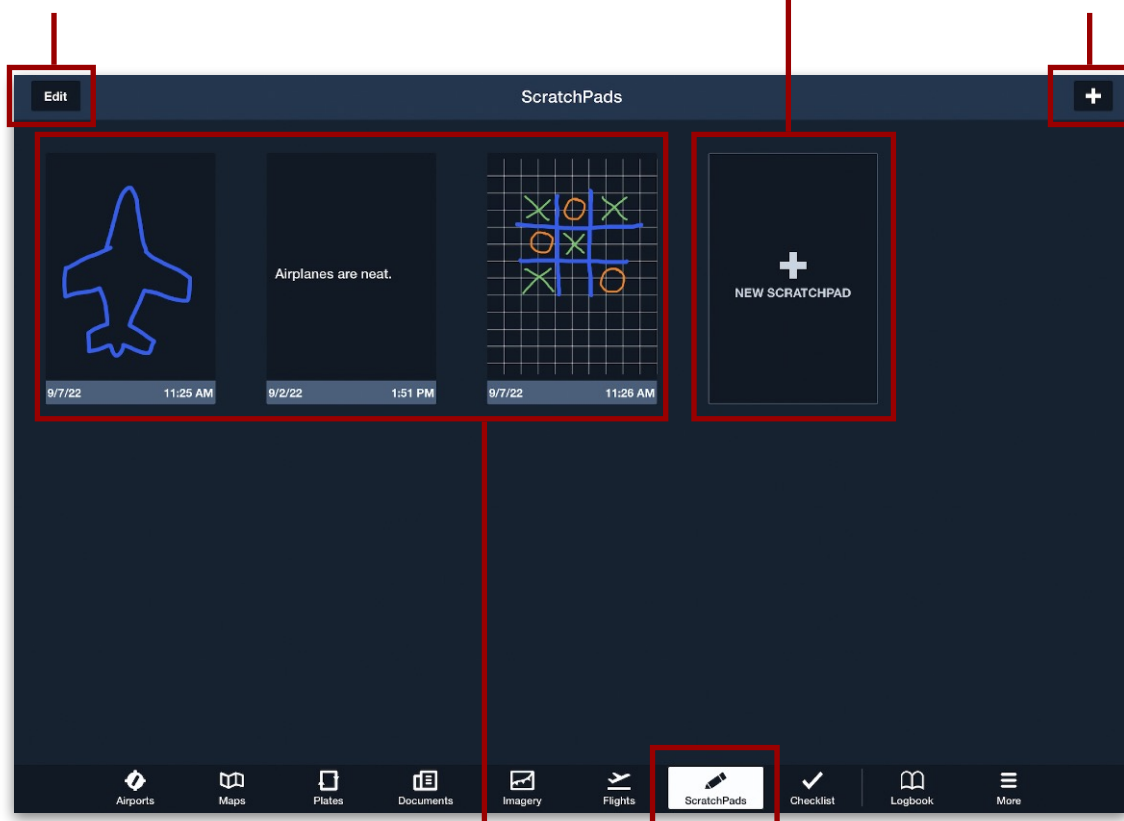 Edit
ScratchPads
Airplanes are neat.
NEW SCRATCHPAD
9/7/22 11:25 AM
9/2/22 1:51 PM
9/7/22 11:26 AM
Airports
Maps
Plates
Documents
Imagery
Flights
ScratchPads
Checklist
Logbook
More